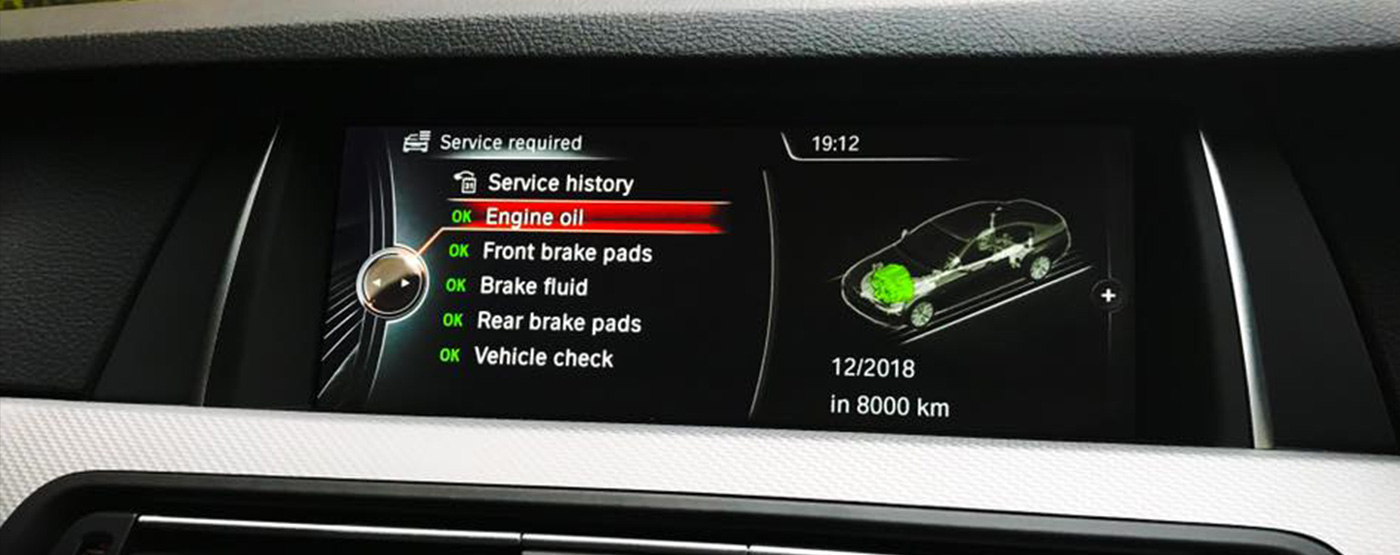 Service required
19:12
Service history
OK Engine oil
OK Front brake pads
OK Brake fluid
OK Rear brake pads
OK Vehicle check
12/2018
in 8000 km